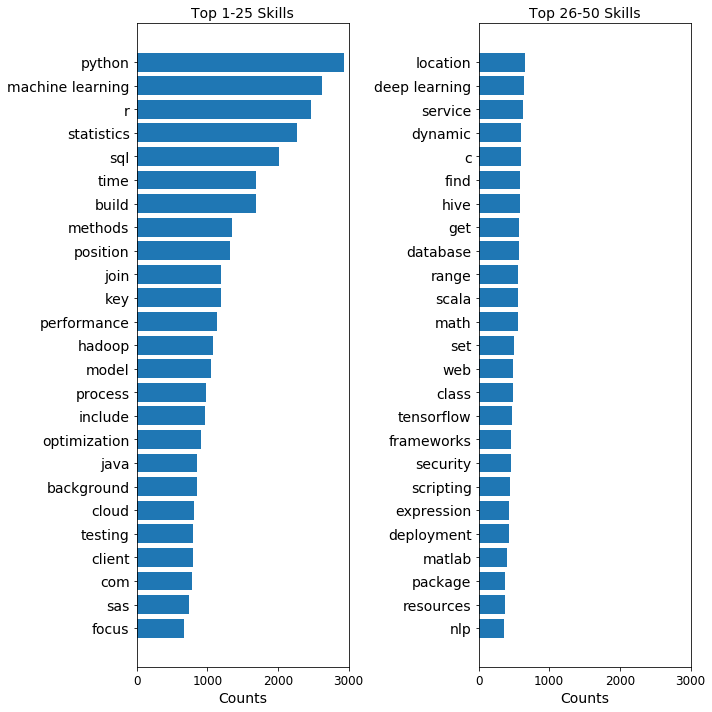 Top 1-25 Skills
python
machine learning
r
statistics
sql
time
build
methods
position
join
key
performance
hadoop
model
process
include
optimization
java
background
cloud
testing
client
com
sas
focus
0 1000 2000 3000
Counts
Top 26-50 Skills
location
deep learning
service
dynamic
c
find
hive
get
database
range
scala
math
set
web
class
tensorflow
frameworks
security
scripting
expression
deployment
matlab
package
resources
nlp
0 1000 2000 3000
Counts